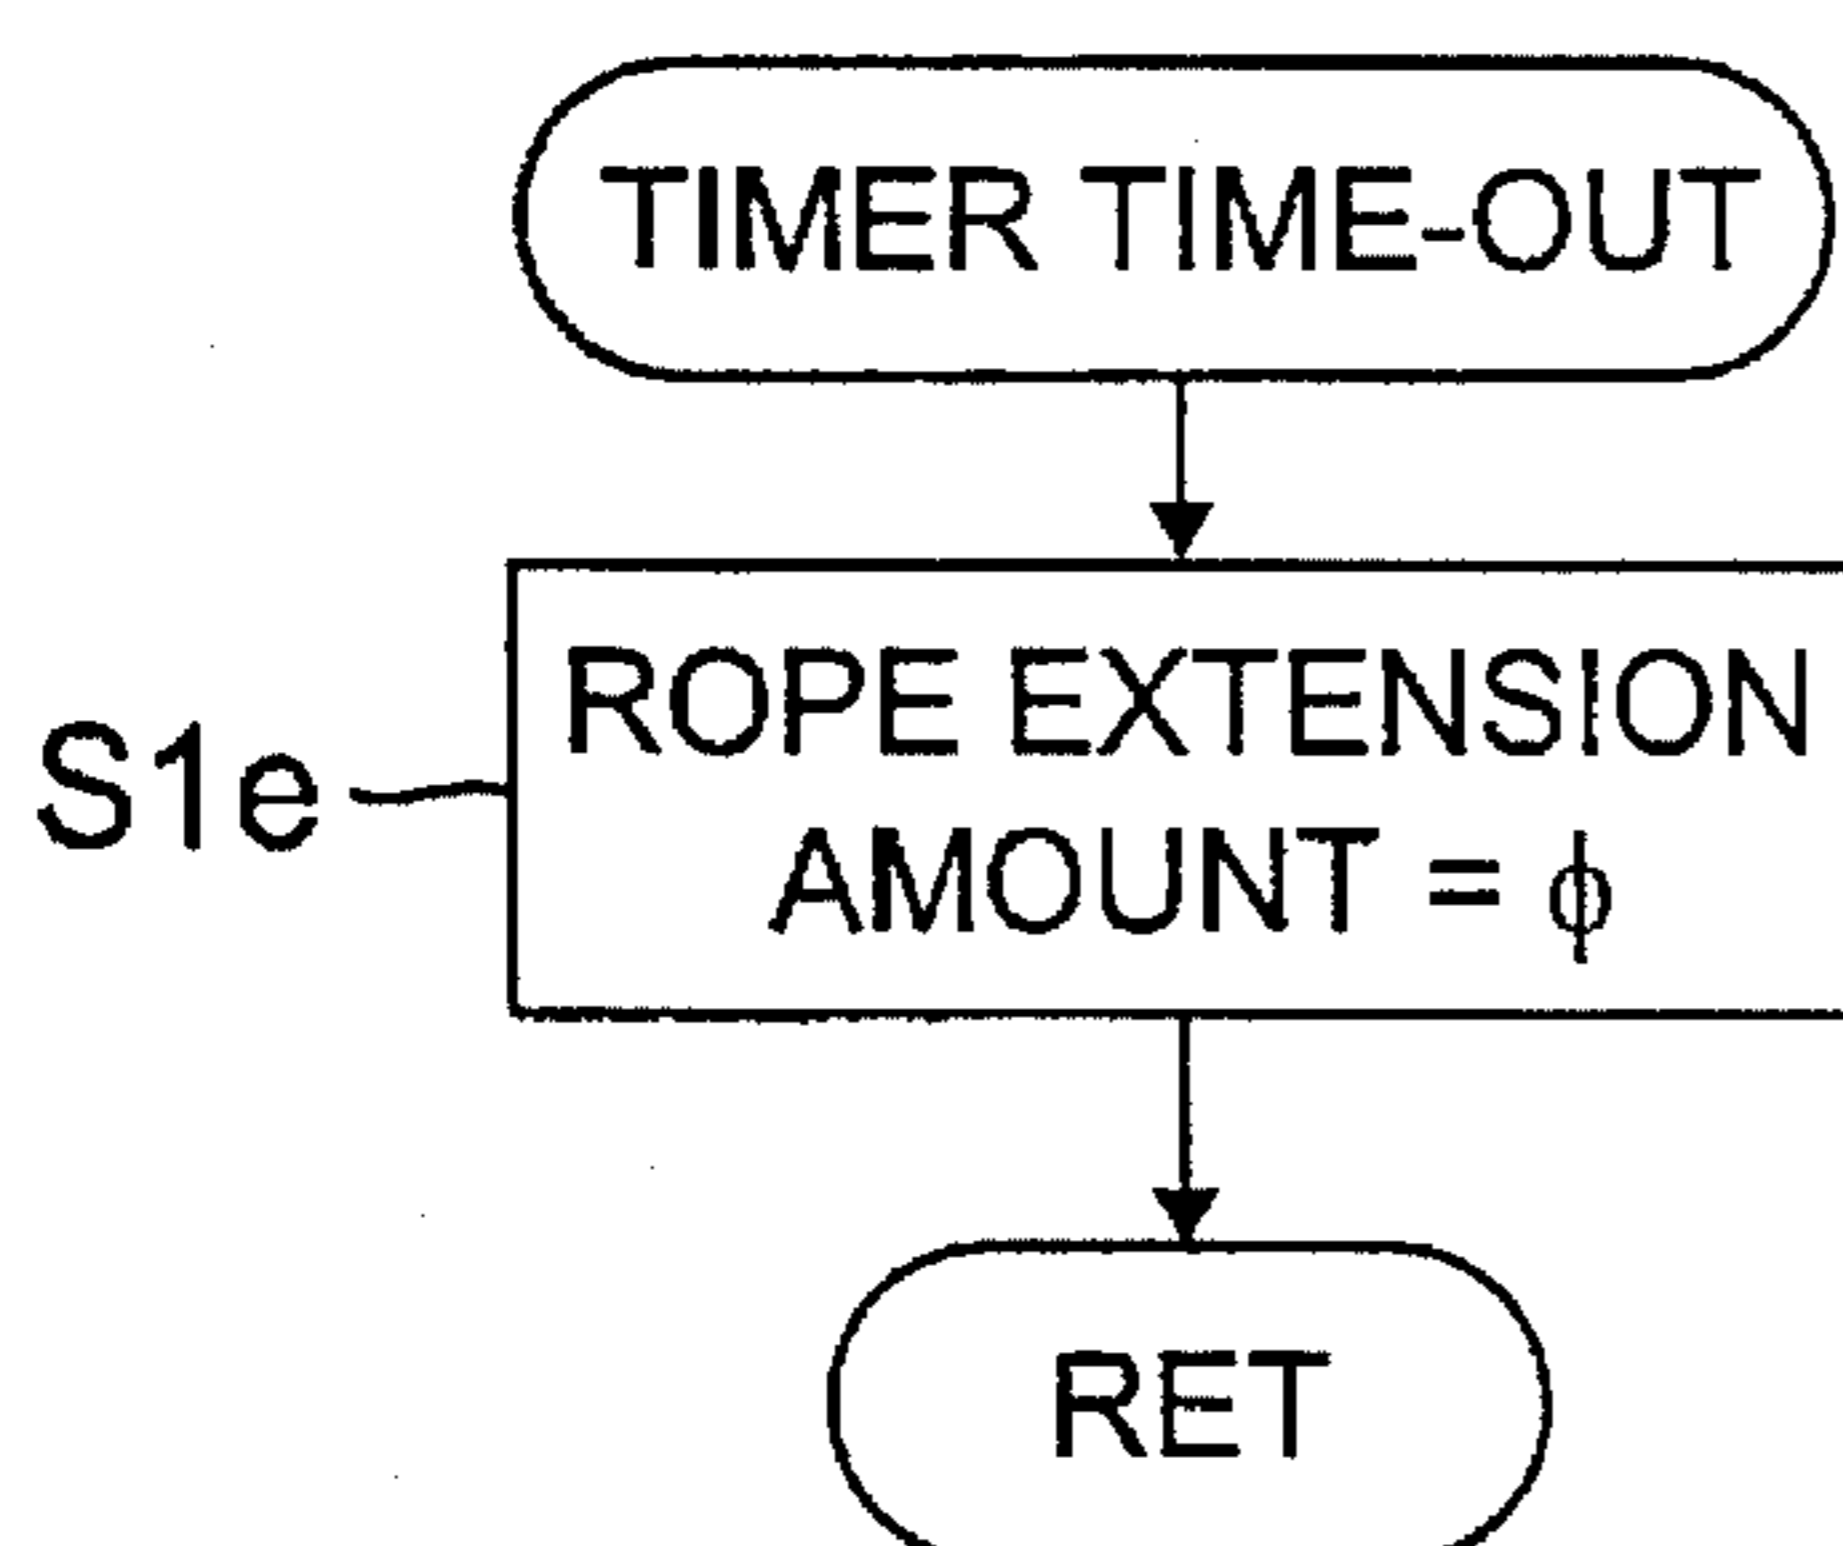 TIMER TIME-OUT
ROPE EXTENSION
S1e
AMOUNT = ϕ
RET